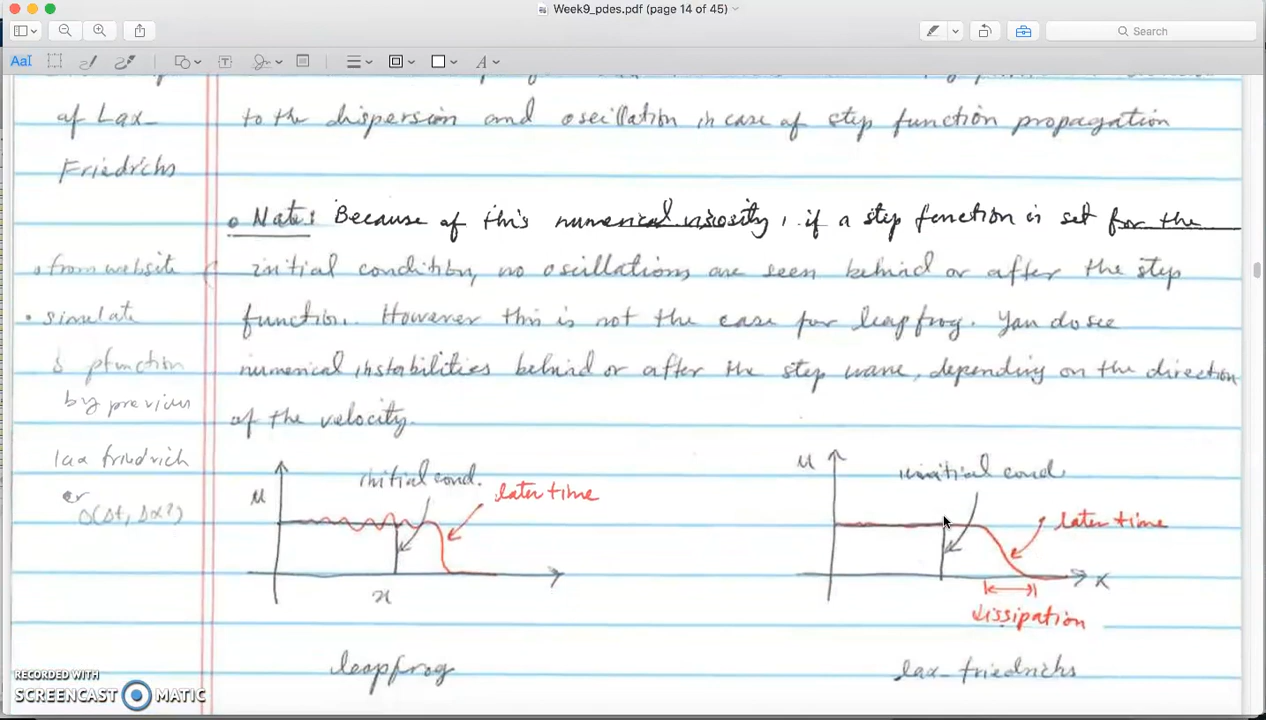 Week9_pdes.pdf (page 14 of 45)
Search
AaI
of Lax-
to the dispersion and oscillation in case of step function propagation
Friedrichs
Note: Because of this numerical viscosity, if a step function is set for the
from website
initial condition, no oscillations are seen behind or after the step
simulate
function. However this is not the case for leapfrog. You do see
pfunction
numerical instabilities behind or after the step wave, depending on the direction
by previous
of the velocity.
lax friedrich
or
O(Δt, Δx²)
u
initial cond.
later time
x
leapfrog
u
initial cond.
later time
x
dissipation
lax-friedrichs
RECORDED WITH
SCREENCAST MATIC